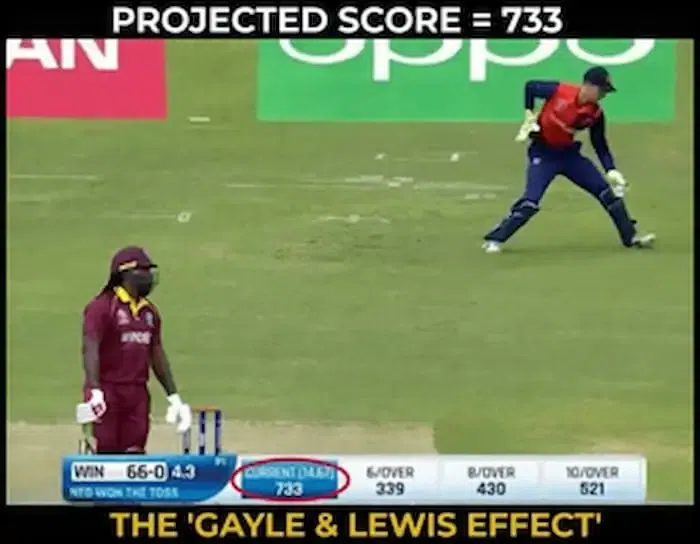 PROJECTED SCORE = 733
AN
oppo
WIN 66-0 4.3 P1 CURRENT (14.67) 6/OVER 8/OVER 10/OVER
NED WON THE TOSS 733 339 430 521
THE 'GAYLE & LEWIS EFFECT'